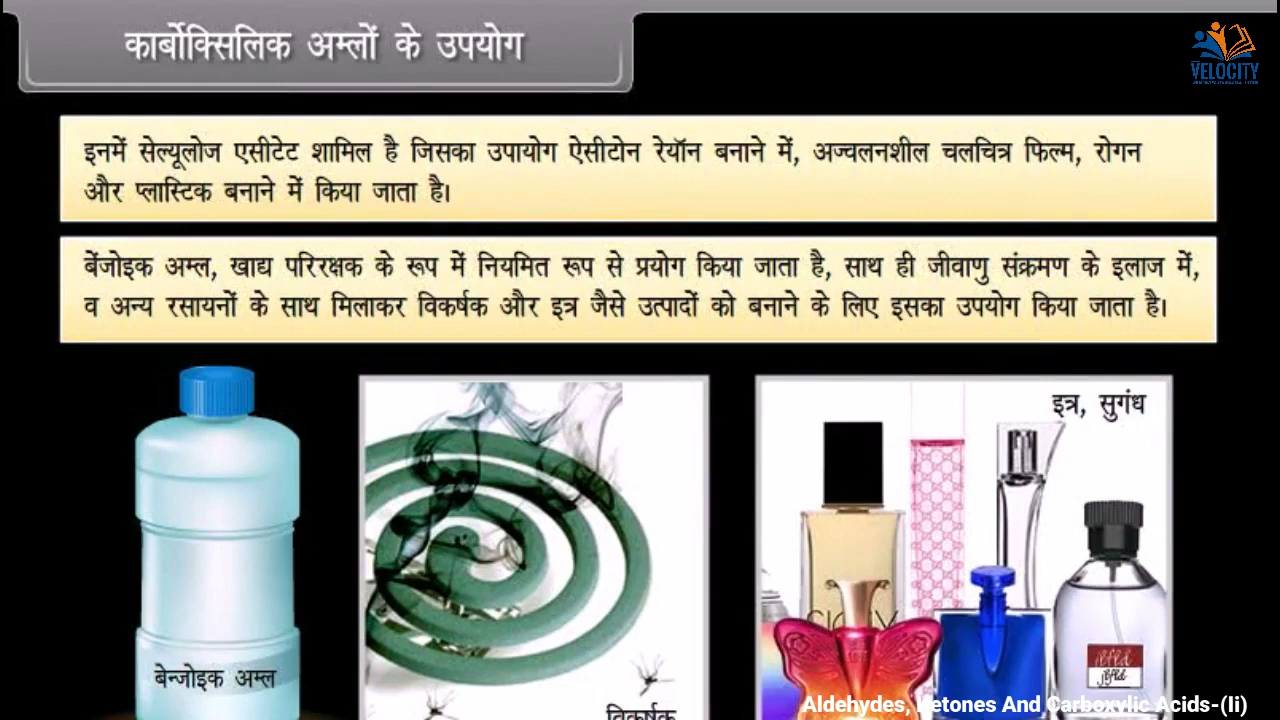 कार्बोक्सिलिक अम्लों के उपयोग
VELOCITY
इनमें सेल्यूलोज एसीटेट शामिल है जिसका उपायोग ऐसीटोन रेयॉन बनाने में, अज्वलनशील चलचित्र फिल्म, रोगन
और प्लास्टिक बनाने में किया जाता है।
बेंजोइक अम्ल, खाद्य परिरक्षक के रूप में नियमित रूप से प्रयोग किया जाता है, साथ ही जीवाणु संक्रमण के इलाज में,
व अन्य रसायनों के साथ मिलाकर विकर्षक और इत्र जैसे उत्पादों को बनाने के लिए इसका उपयोग किया जाता है।
इत्र, सुगंध
बेन्जोइक अम्ल
विकर्षक
Aldehydes, Ketones And Carboxylic Acids-(Ii)